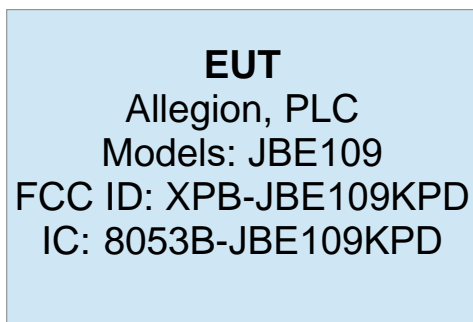 EUT
Allegion, PLC
Models: JBE109
FCC ID: XPB-JBE109KPD
IC: 8053B-JBE109KPD